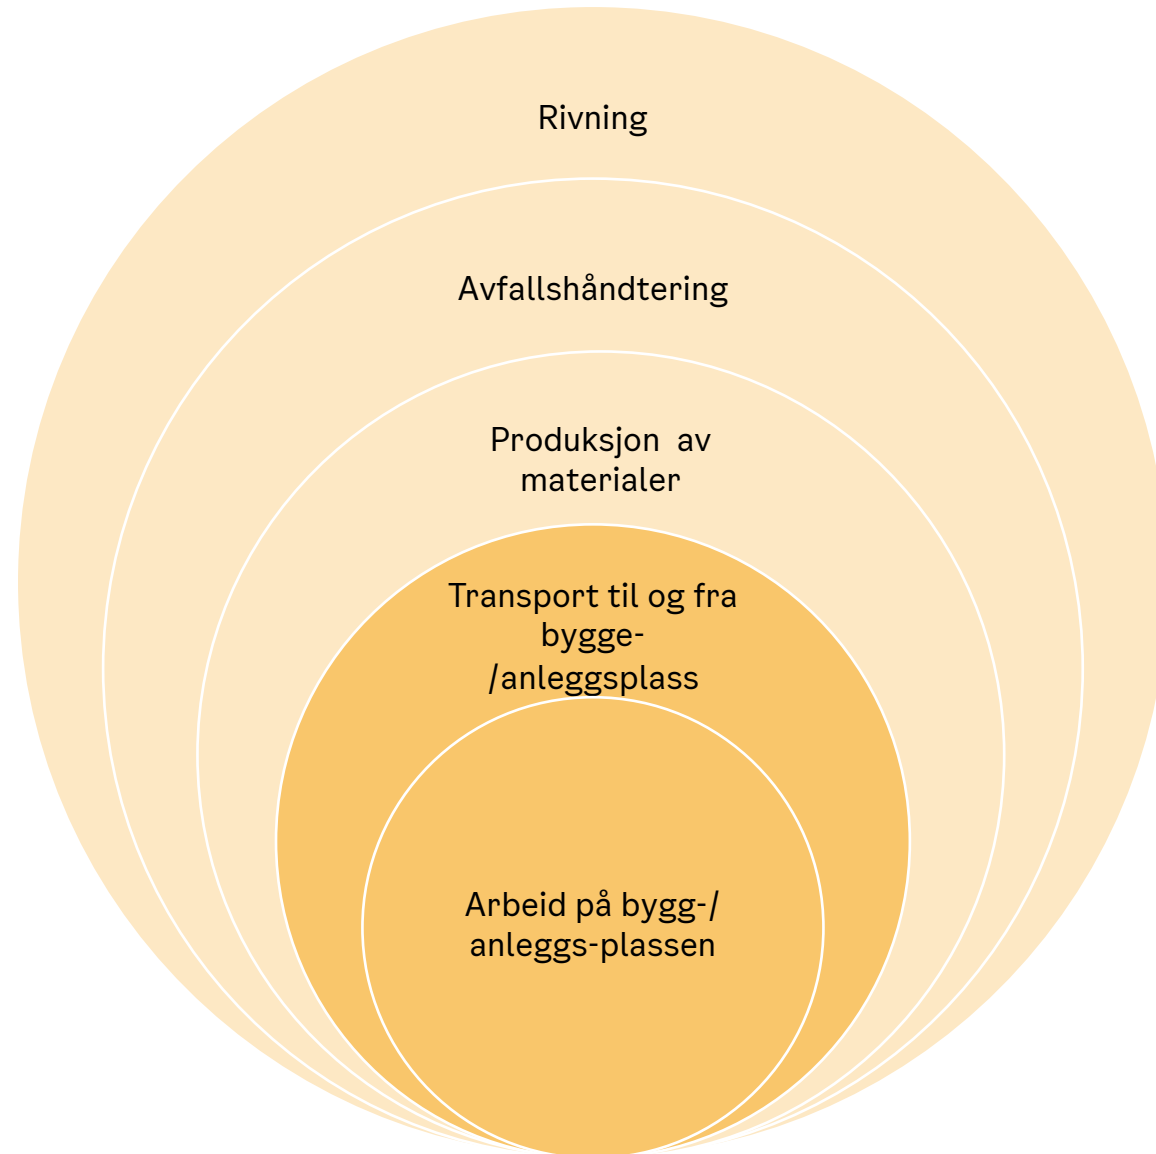 Rivning
Avfallshåndtering
Produksjon  av
materialer
Transport til og fra
bygge-
/anleggsplass
Arbeid på bygg-/
anleggs-plassen